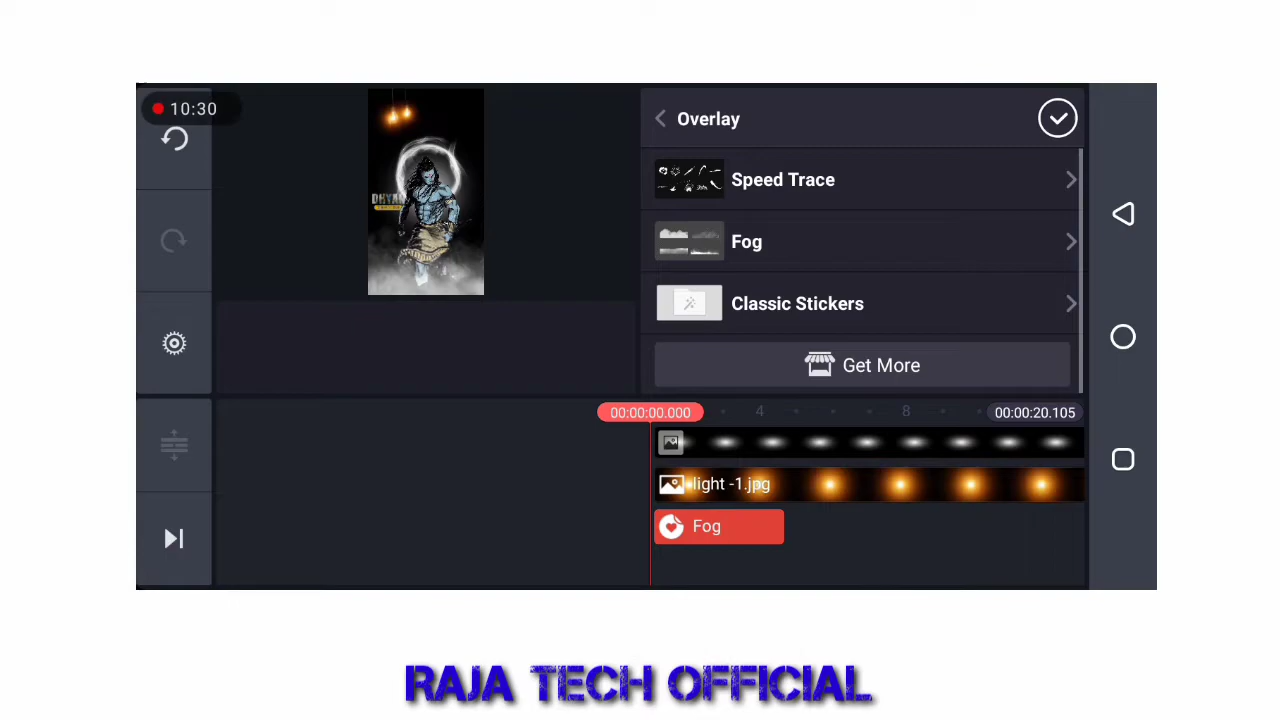 10:30
Overlay
Speed Trace
Fog
Classic Stickers
Get More
DHYAN
00:00:00.000
4
8
00:00:20.105
light -1.jpg
Fog
RAJA TECH OFFICIAL